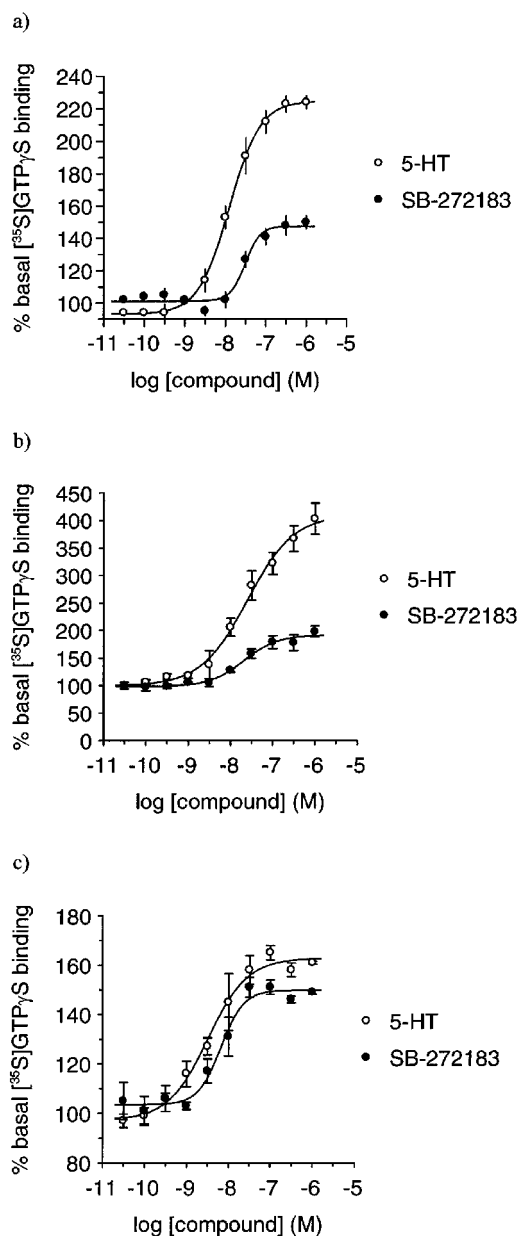 a)
% basal [³⁵S]GTPγS binding
240
220
200
180
160
140
120
100
-11 -10 -9 -8 -7 -6 -5
log [compound] (M)
5-HT
SB-272183
b)
% basal [³⁵S]GTPγS binding
450
400
350
300
250
200
150
100
50
0
-11 -10 -9 -8 -7 -6 -5
log [compound] (M)
5-HT
SB-272183
c)
% basal [³⁵S]GTPγS binding
180
160
140
120
100
80
-11 -10 -9 -8 -7 -6 -5
log [compound] (M)
5-HT
SB-272183